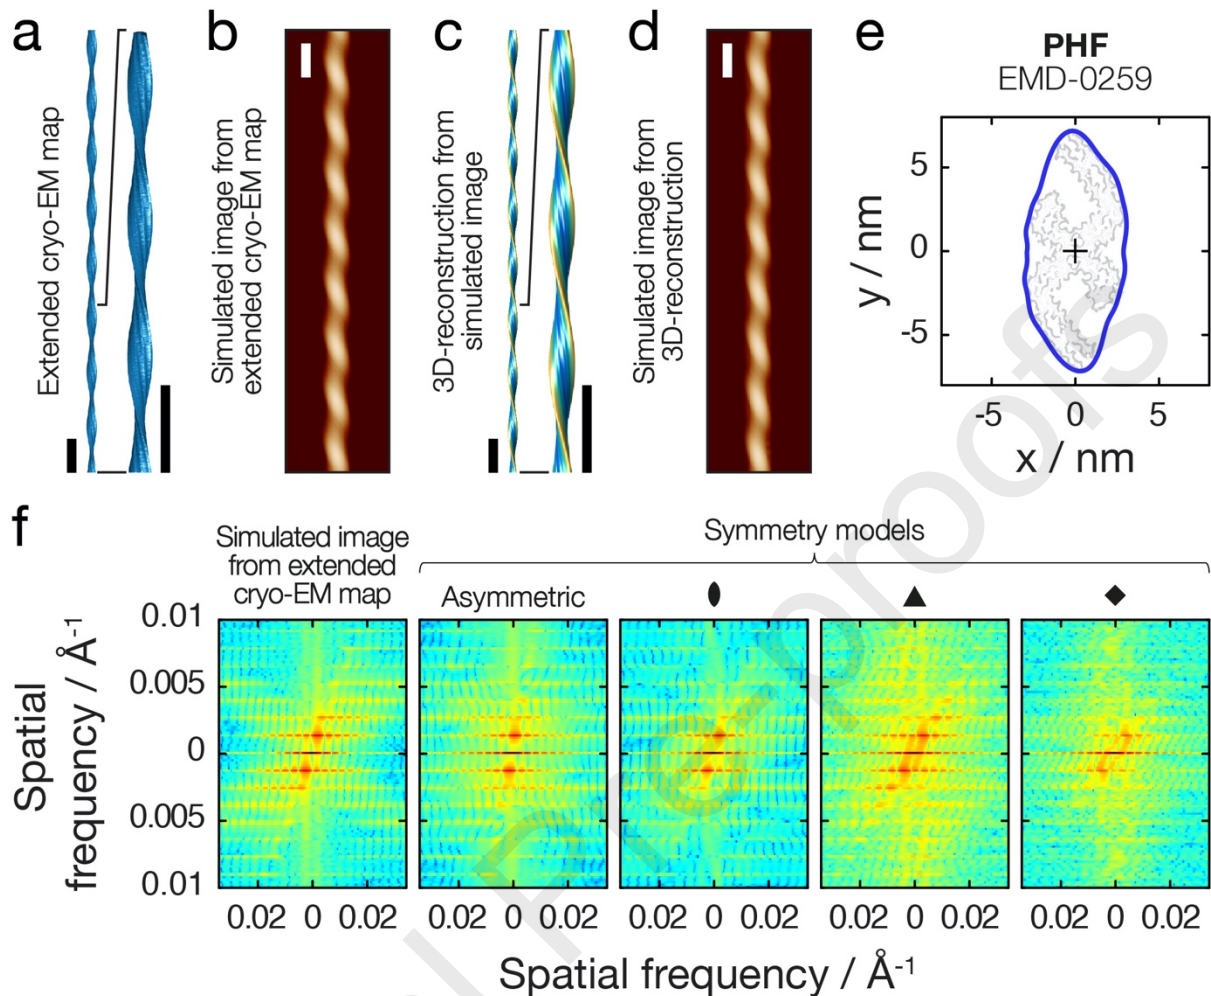 a
Extended cryo-EM map
b
Simulated image from
extended cryo-EM map
c
3D-reconstruction from
simulated image
d
Simulated image from
3D-reconstruction
e
PHF
EMD-0259
5
0
-5
y / nm
-5 0 5
x / nm
f
Simulated image
from extended
cryo-EM map
Symmetry models
Asymmetric
0.01
0.005
0
0.005
0.01
Spatial
frequency / Å-1
0.02 0 0.02
0.02 0 0.02
0.02 0 0.02
0.02 0 0.02
0.02 0 0.02
Spatial frequency / Å-1
l Pre-proofs